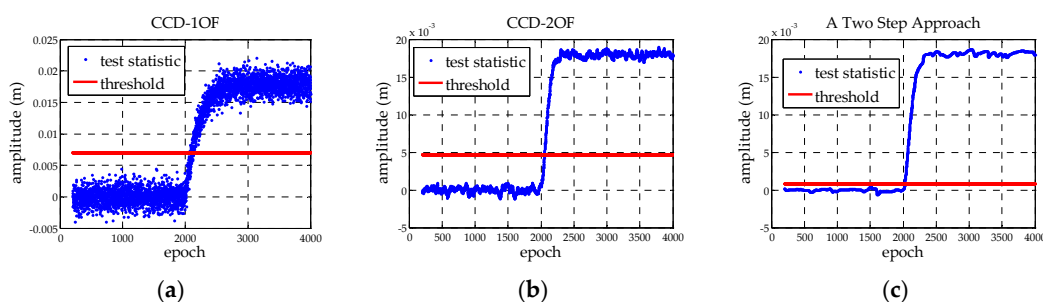 CCD-1OF
0.025
0.02
0.015
0.01
0.005
0
-0.005
amplitude (m)
test statistic
threshold
0
1000
2000
3000
4000
epoch
(a)
CCD-2OF
x 10⁻³
20
15
10
5
0
-5
amplitude (m)
test statistic
threshold
0
500
1000
1500
2000
2500
3000
3500
4000
epoch
(b)
A Two Step Approach
x 10⁻³
20
15
10
5
0
-5
amplitude (m)
test statistic
threshold
0
500
1000
1500
2000
2500
3000
3500
4000
epoch
(c)